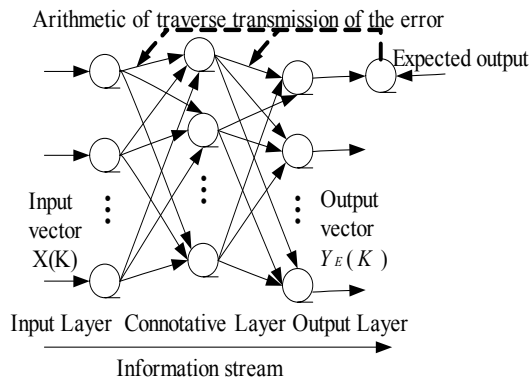 Arithmetic of traverse transmission of the error
Expected output
Input
vector
X(K)
Output
vector
Y_E(K)
Input Layer Connotative Layer Output Layer
Information stream